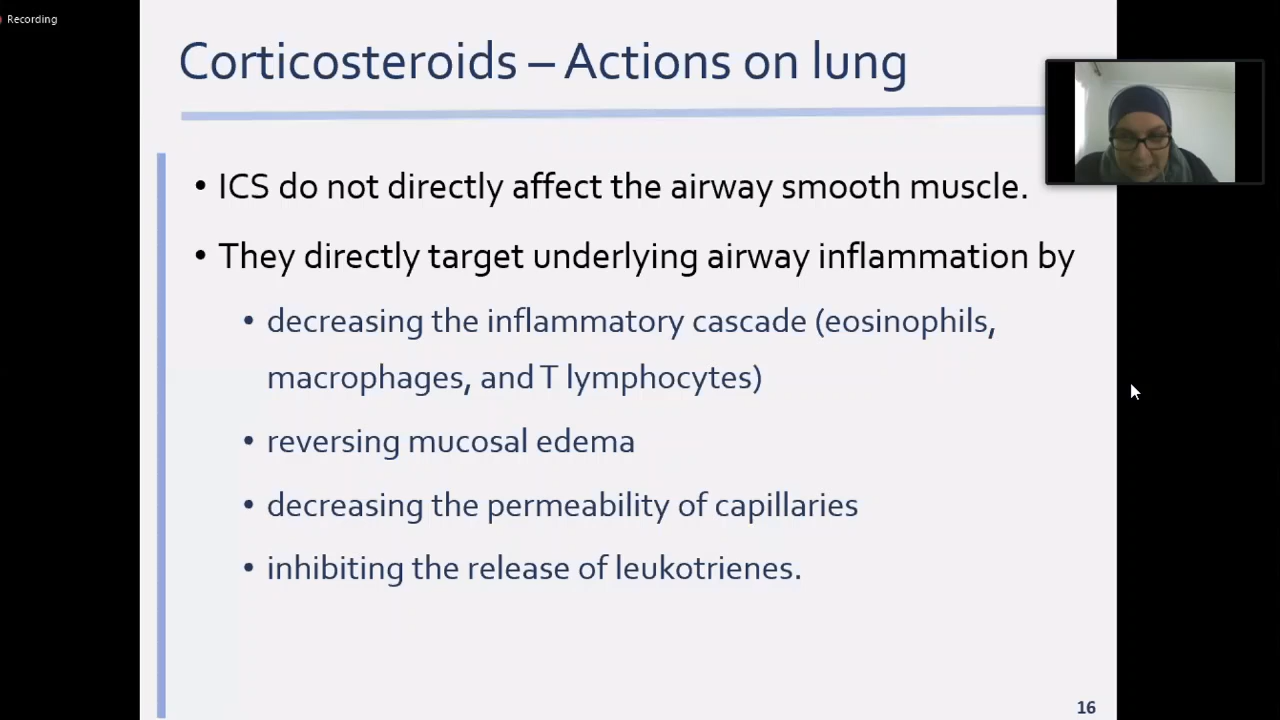 Recording
Corticosteroids – Actions on lung
• ICS do not directly affect the airway smooth muscle.
• They directly target underlying airway inflammation by
• decreasing the inflammatory cascade (eosinophils,
macrophages, and T lymphocytes)
• reversing mucosal edema
• decreasing the permeability of capillaries
• inhibiting the release of leukotrienes.
16